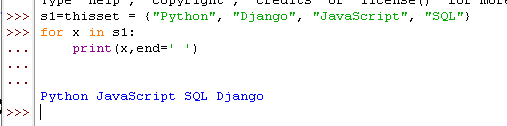 Type "help", "copyright", "credits" or "license()" for more
>>> s1=thisset = {"Python", "Django", "JavaScript", "SQL"}
>>> for x in s1:
...     print(x,end=' ')
...
...
Python JavaScript SQL Django
>>>